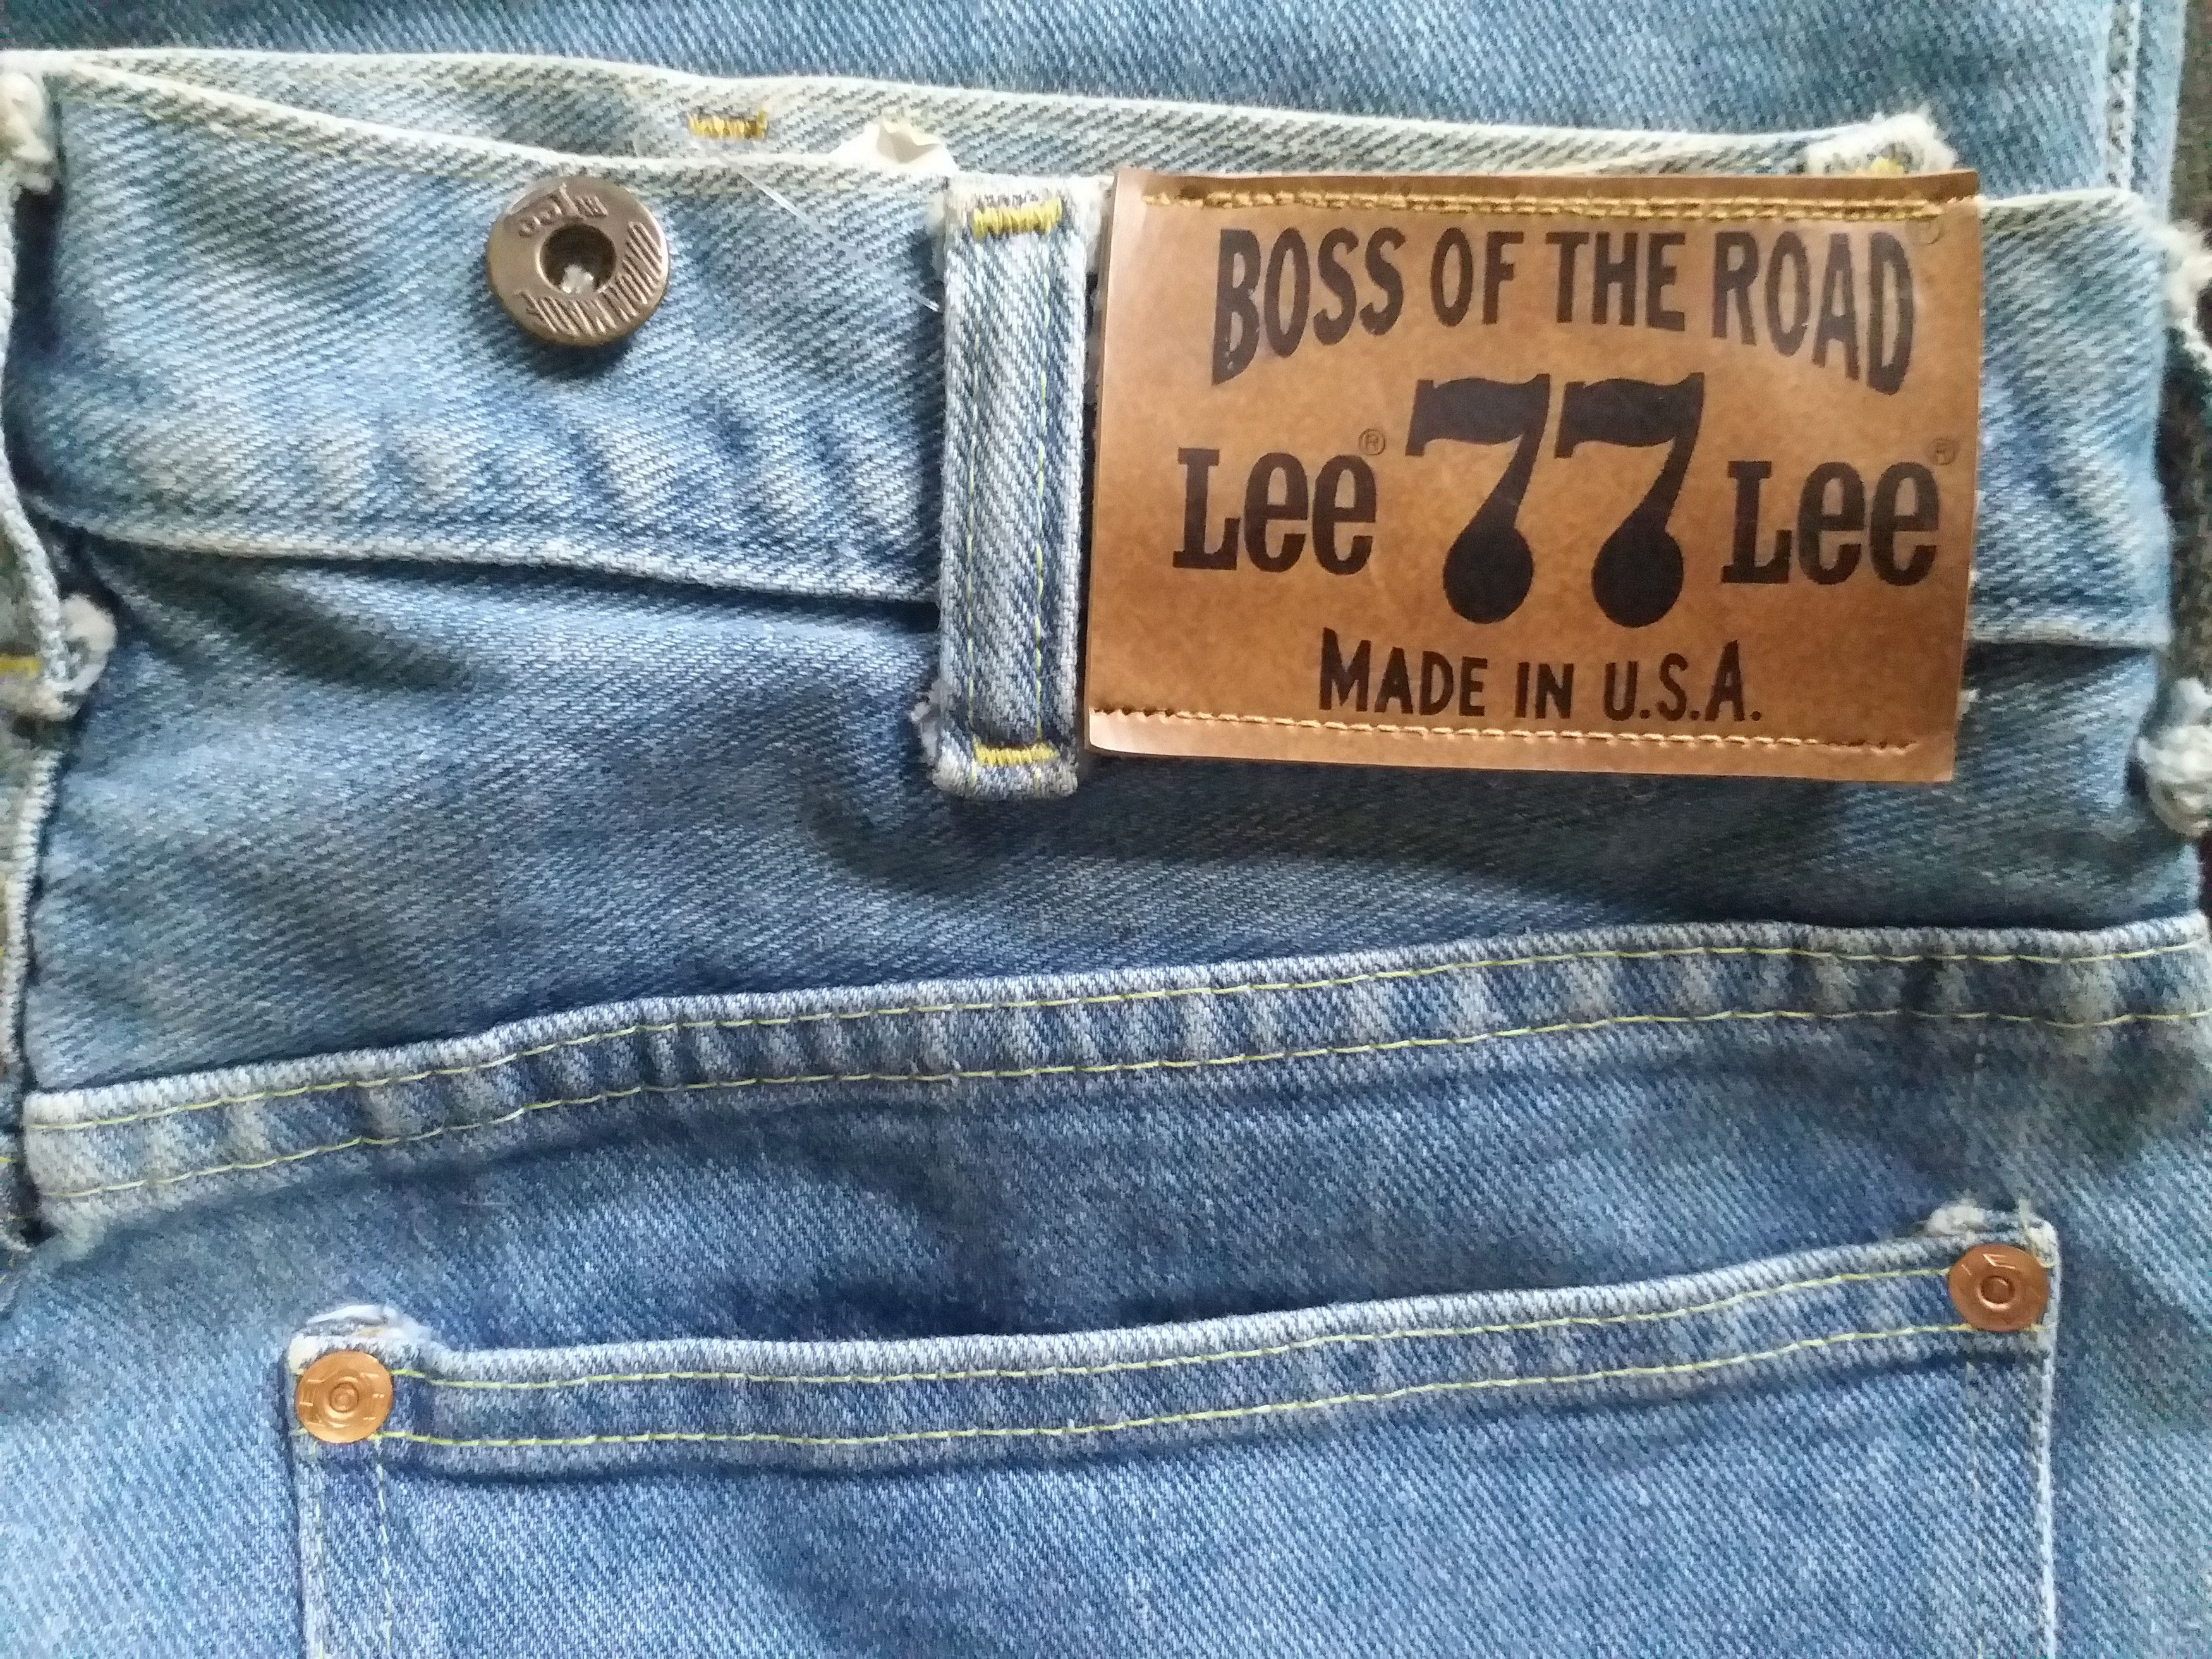 BOSS OF THE ROAD
Lee® 77 Lee®
MADE IN U.S.A.